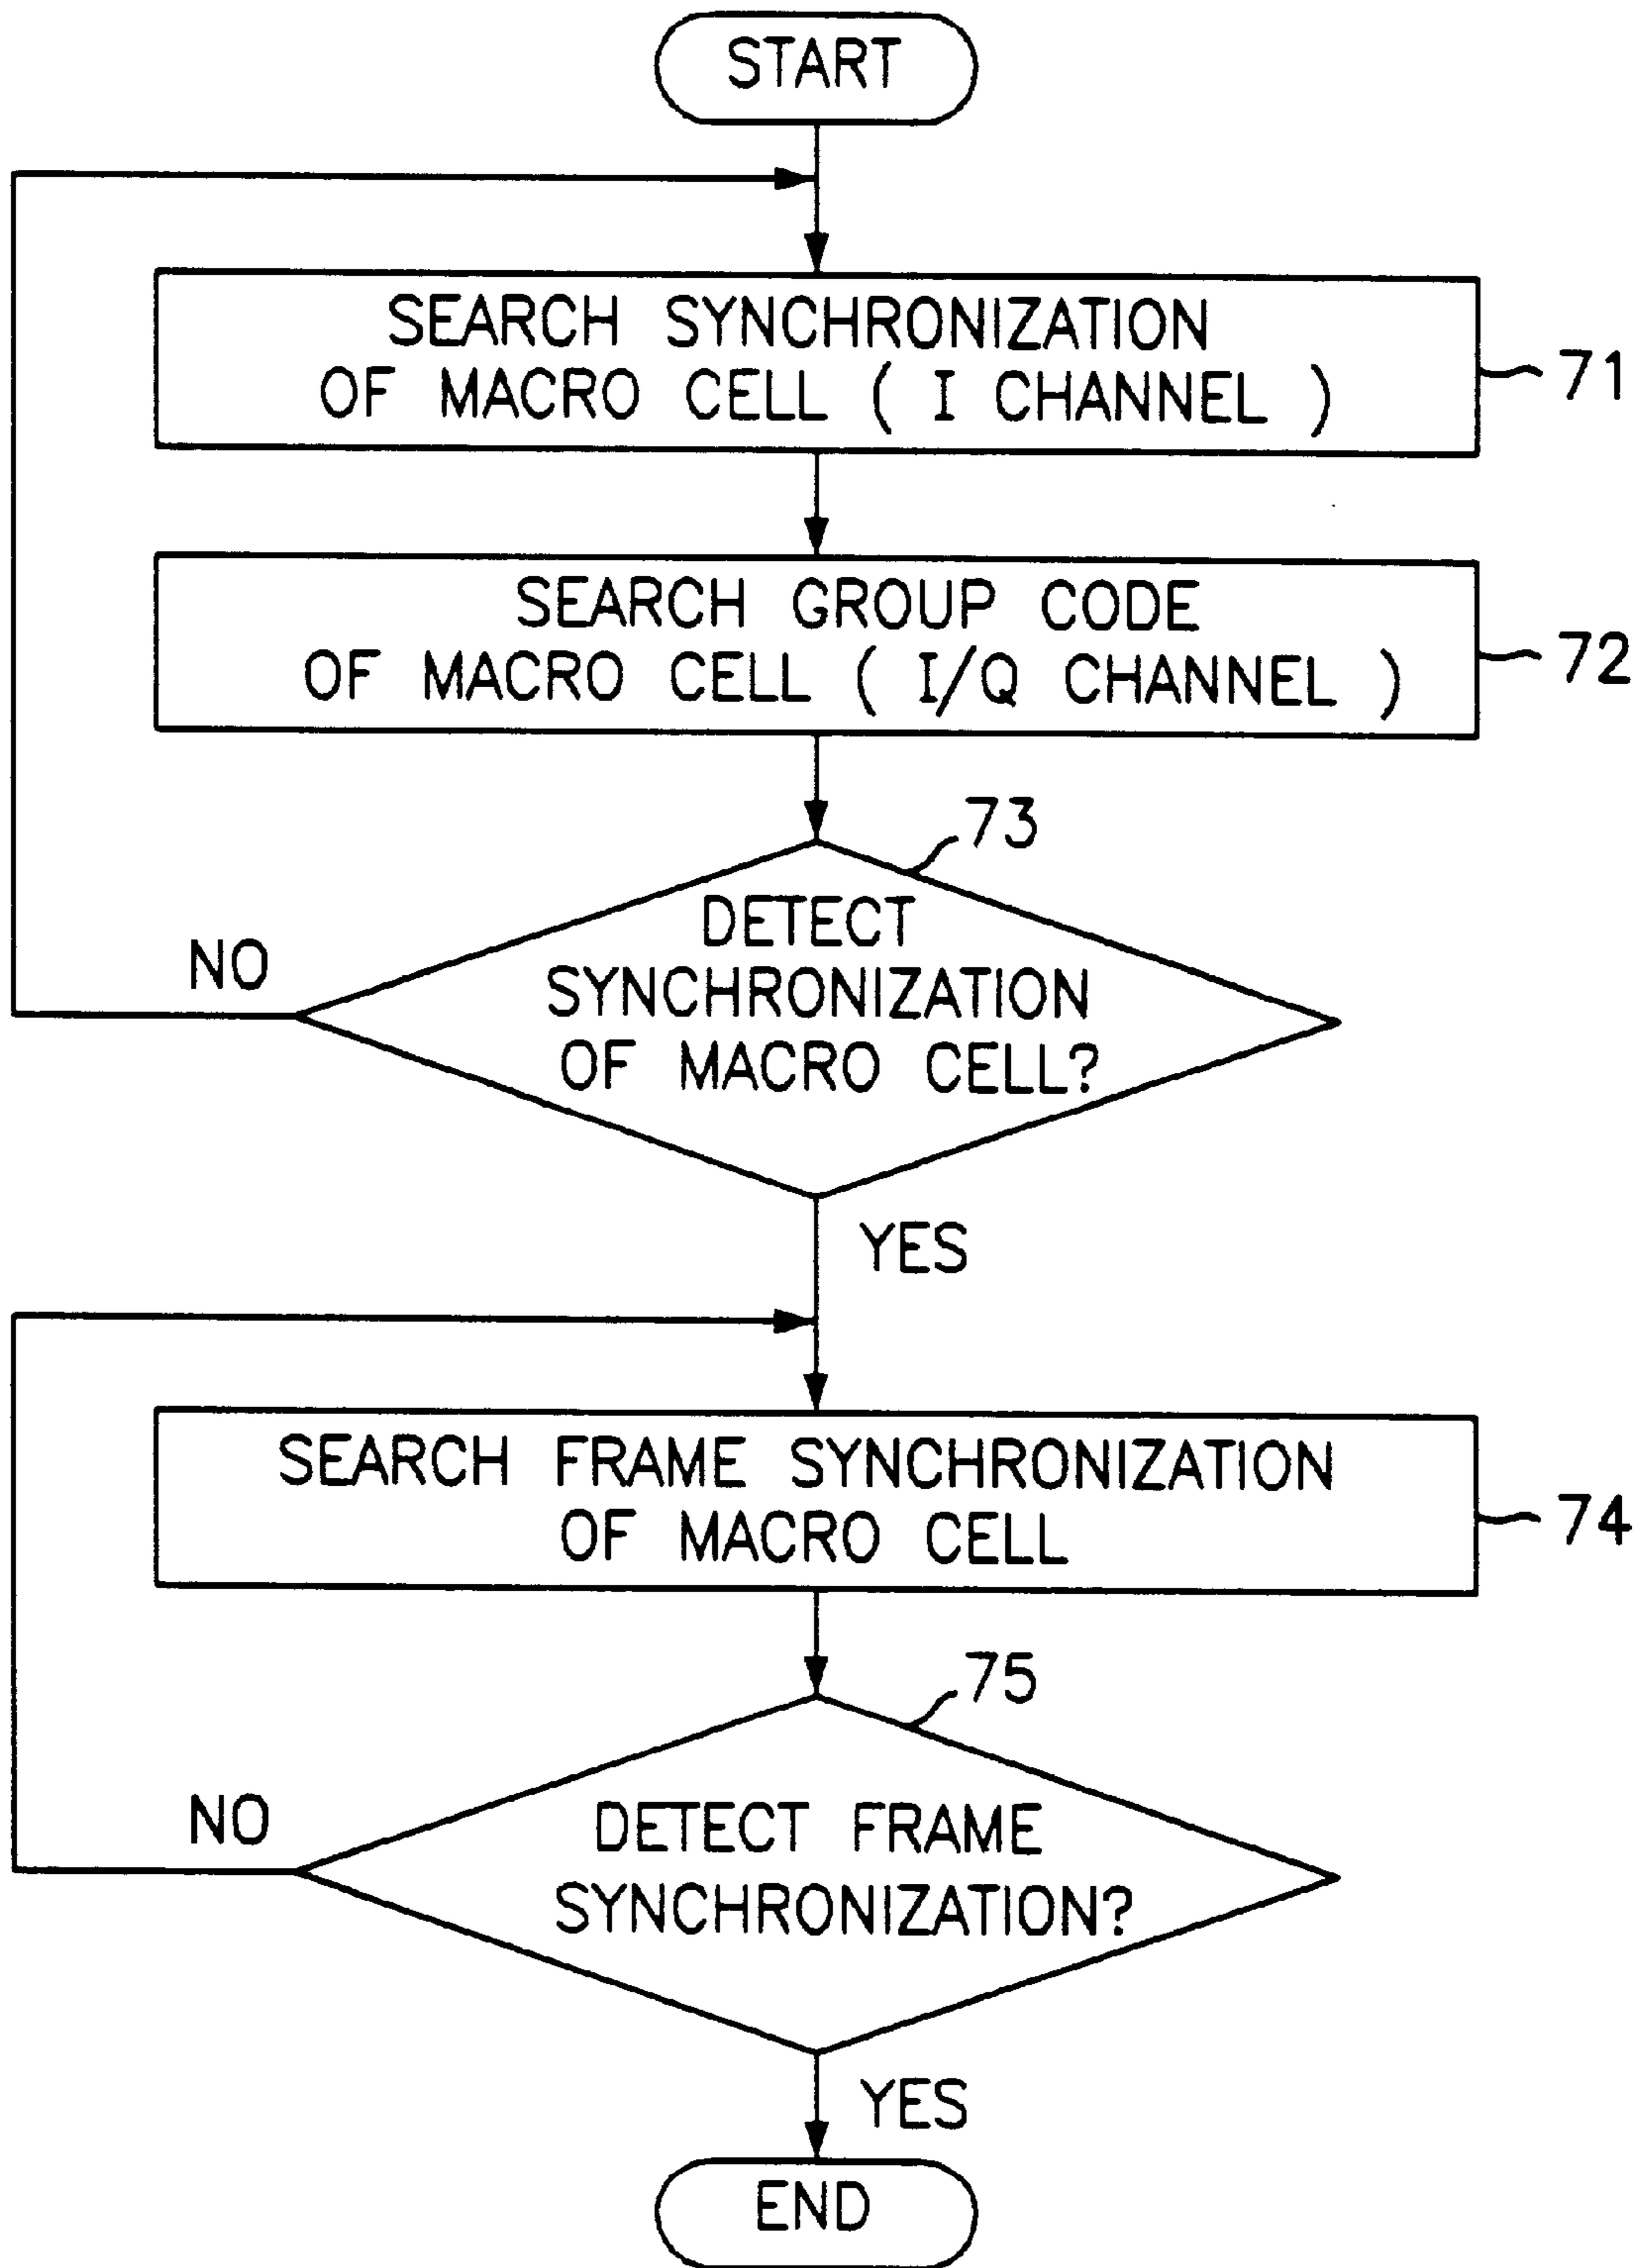 START
SEARCH SYNCHRONIZATION
OF MACRO CELL ( I CHANNEL )
71
SEARCH GROUP CODE
OF MACRO CELL ( I/Q CHANNEL )
72
73
DETECT
SYNCHRONIZATION
OF MACRO CELL?
NO
YES
SEARCH FRAME SYNCHRONIZATION
OF MACRO CELL
74
75
DETECT FRAME
SYNCHRONIZATION?
NO
YES
END